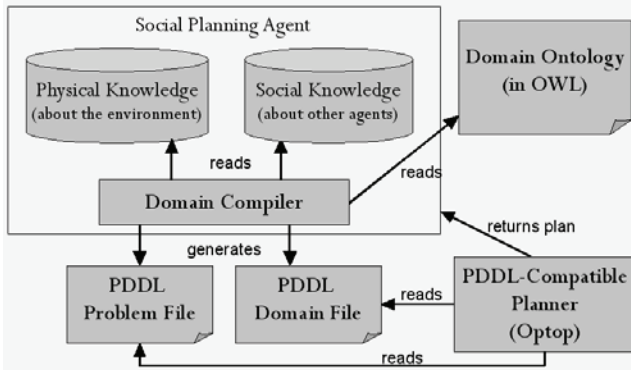 Social Planning Agent
Physical Knowledge
(about the environment)
Social Knowledge
(about other agents)
Domain Ontology
(in OWL)
reads
reads
Domain Compiler
returns plan
generates
PDDL
Problem File
PDDL
Domain File
reads
PDDL-Compatible
Planner
(Optop)
reads